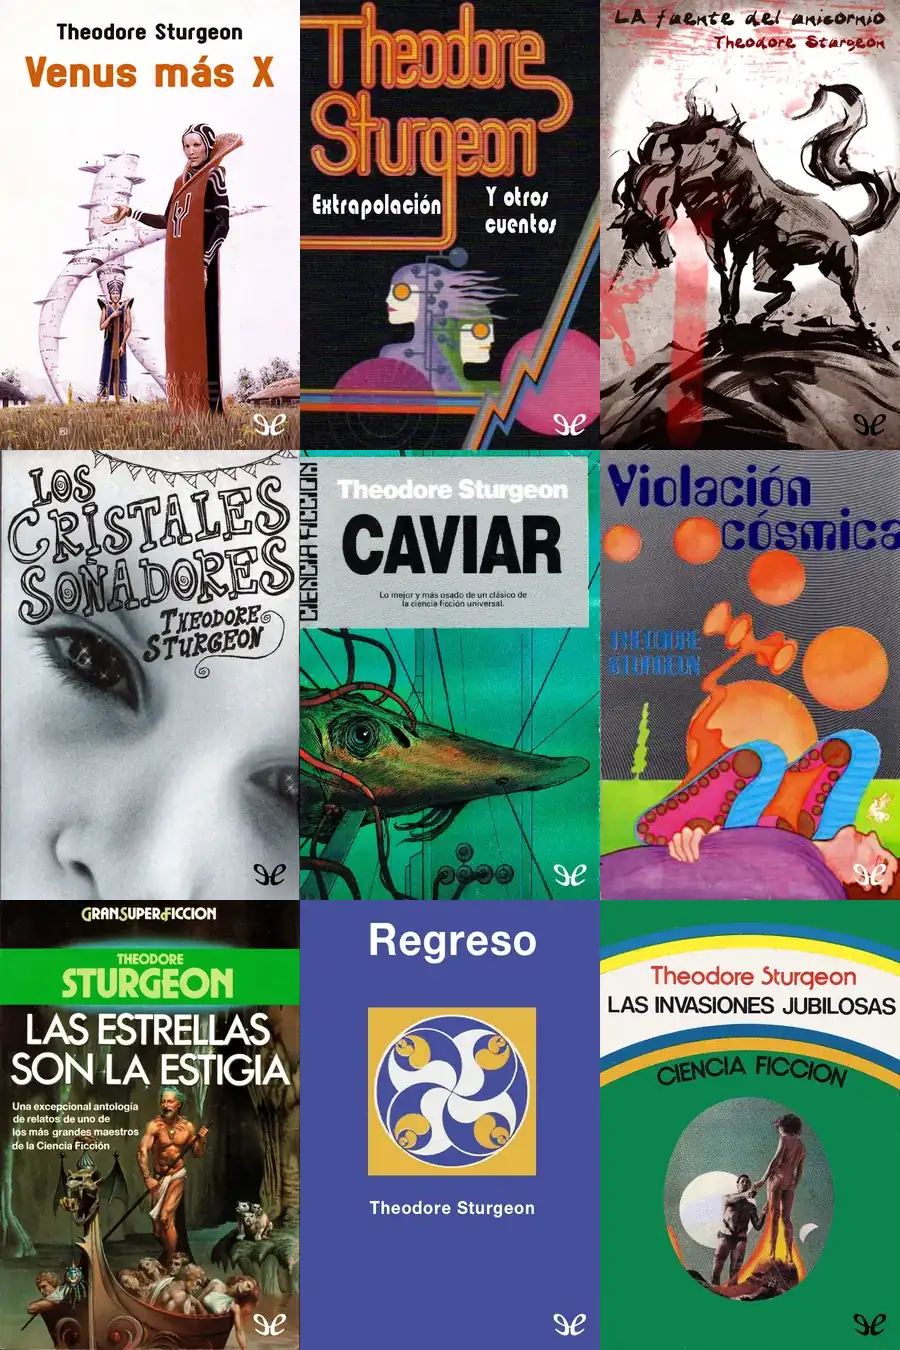 Theodore Sturgeon
Venus más X
Theodore
Sturgeon
Extrapolación
Y otros
cuentos
LA fuente del unicornio
Theodore Sturgeon
LOS
CRISTALES
SOÑADORES
THEODORE
STURGEON
CIENCIA FICCION
Theodore Sturgeon
CAVIAR
Lo mejor y más osado de un clásico de
la ciencia ficción universal.
Violación
cósmica
THEODORE
STURGEON
GRAN SUPER FICCION
THEODORE
STURGEON
LAS ESTRELLAS
SON LA ESTIGIA
Una excepcional antología
de relatos de uno de
los más grandes maestros
de la Ciencia Ficción
Regreso
Theodore Sturgeon
Theodore Sturgeon
LAS INVASIONES JUBILOSAS
CIENCIA FICCION